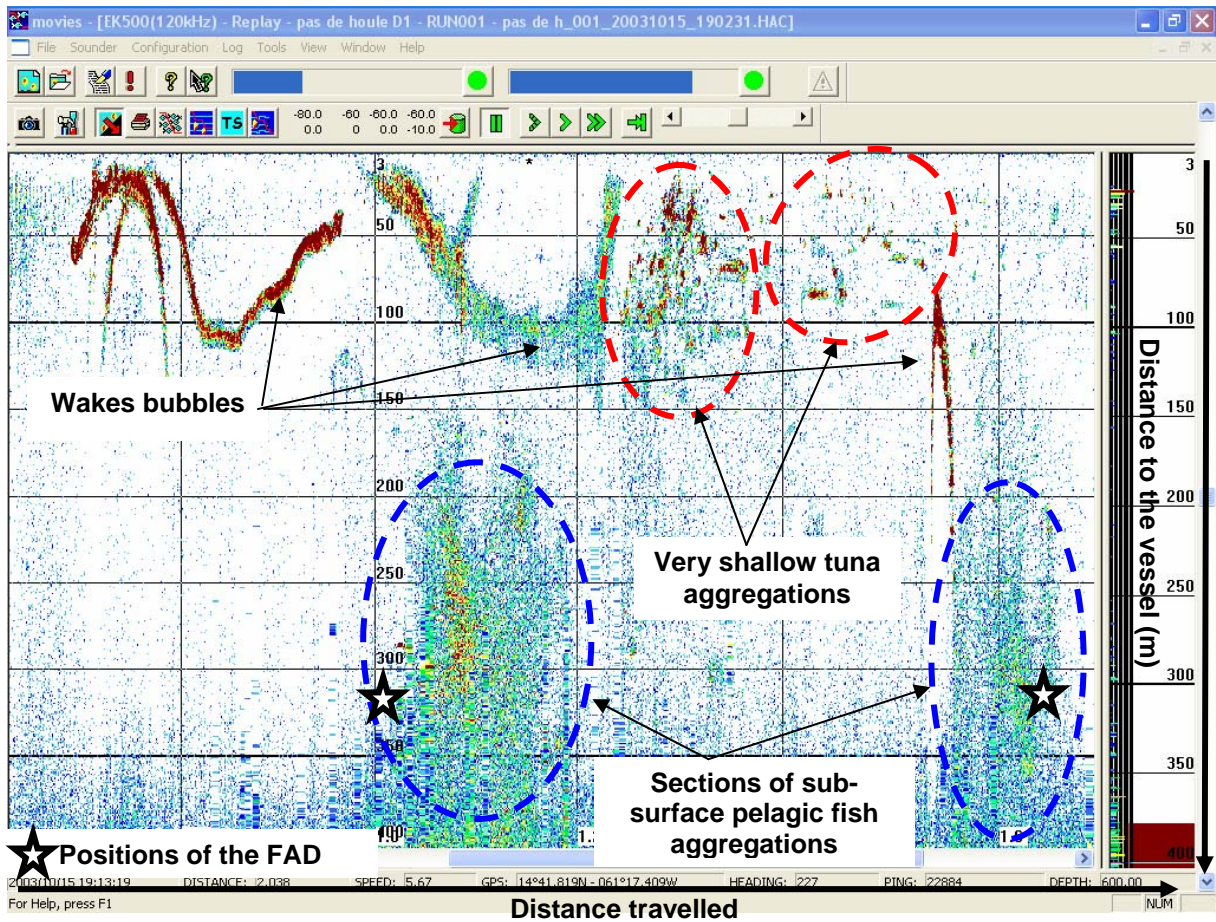 movies - [EK500(120kHz) - Replay - pas de houle D1 - RUN001 - pas de h_001_20031015_190231.HAC]
File Sounder Configuration Log Tools View Window Help
-80.0 -60 -60.0 -60.0
0.0 0 0.0 -10.0
TS
3 3
50 50
100 100
Wakes bubbles
150 150
200 200
Very shallow tuna
aggregations
250 250
300 300
350 350
Sections of sub-
surface pelagic fish
aggregations
400
Distance to the vessel (m)
Positions of the FAD
2003/10/15 19:13:19 DISTANCE: 2.038 SPEED: 5.67 GPS: 14°41.819N - 061°17.409W HEADING: 227 PING: 22884 DEPTH: 600.00
For Help, press F1 NUM
Distance travelled